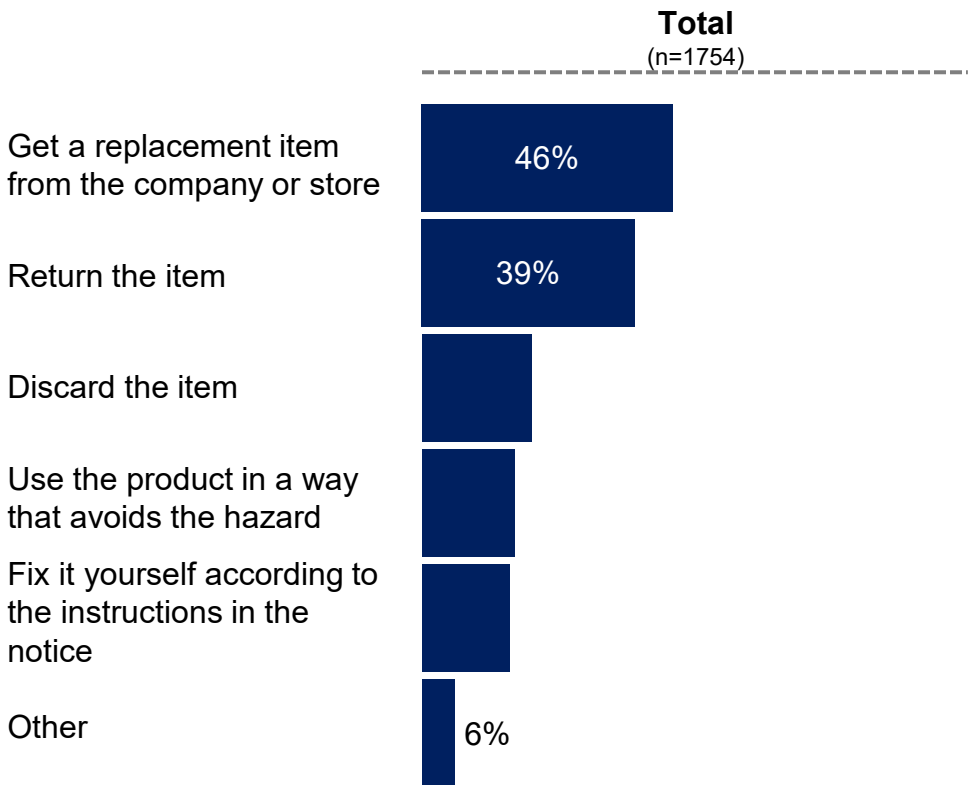 Total
(n=1754)
Get a replacement item
from the company or store
46%
Return the item
39%
Discard the item
Use the product in a way
that avoids the hazard
Fix it yourself according to
the instructions in the
notice
Other
6%